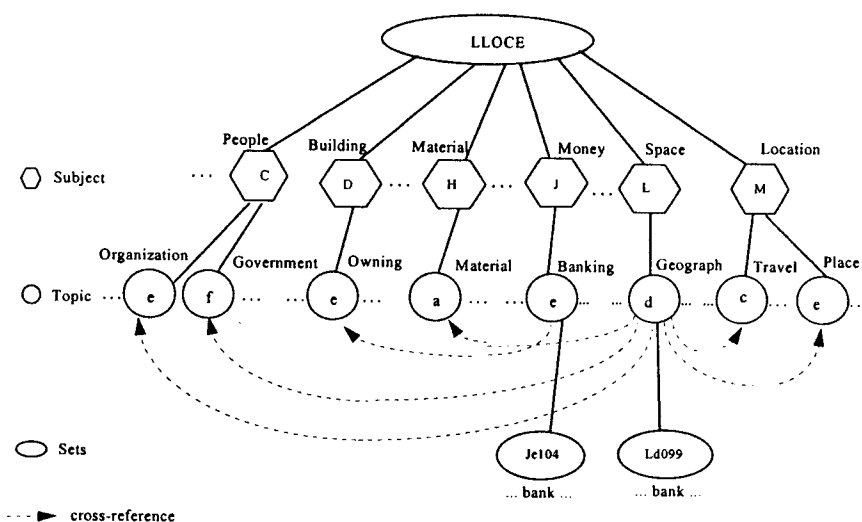 LLOCE
People Building Material Money Space Location
Subject ... C D ... H ... J ... L M
Organization Government Owning Material Banking Geograph Travel Place
Topic ... e f ... ... e ... a ... ... e ... ... d ... ... c ... e ...
Sets Je104 Ld099
... bank ... ... bank ...
cross-reference